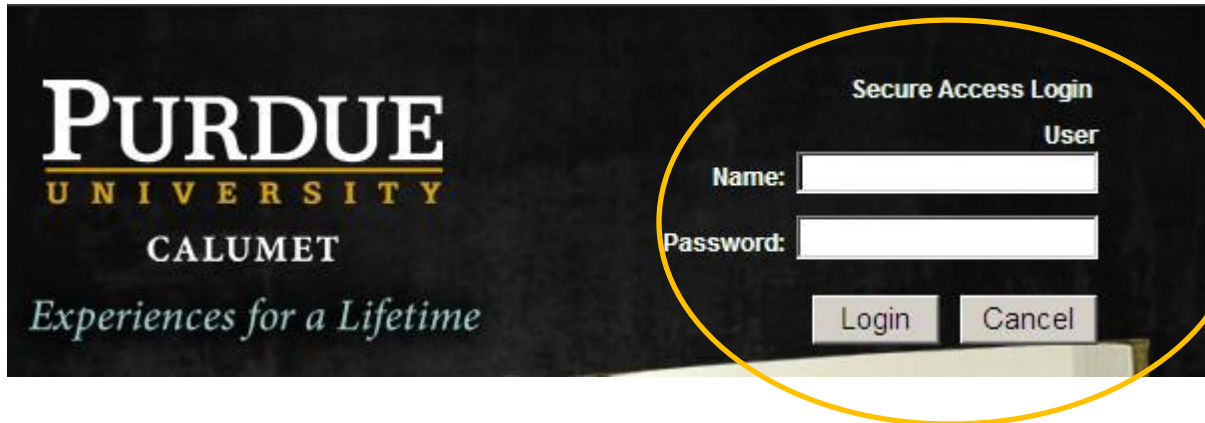 PURDUE
UNIVERSITY
CALUMET
Experiences for a Lifetime
Secure Access Login
User
Name:
Password:
Login Cancel